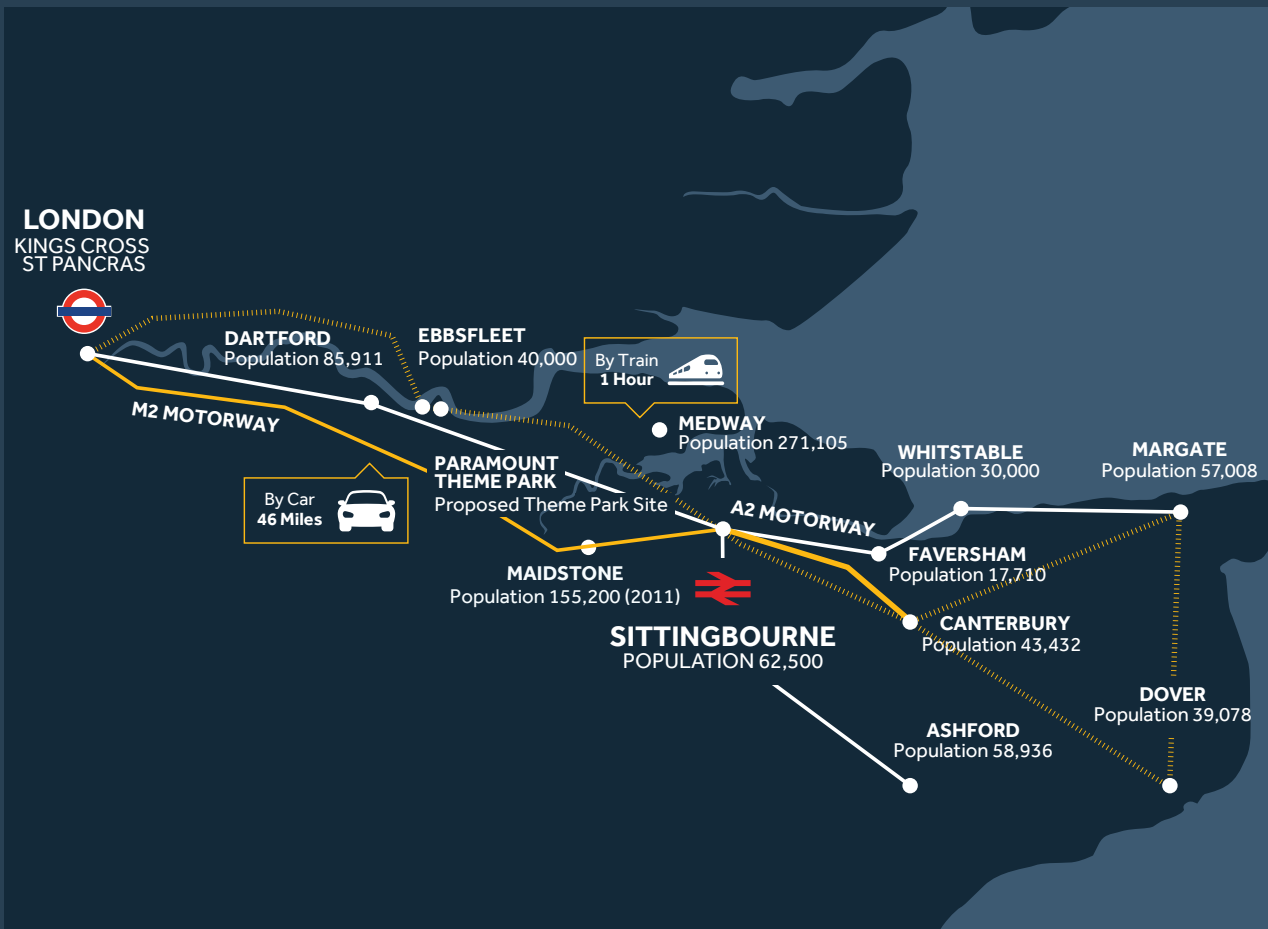 LONDON
KINGS CROSS
ST PANCRAS
DARTFORD
Population 85,911
EBBSFLEET
Population 40,000
By Train
1 Hour
M2 MOTORWAY
MEDWAY
Population 271,105
WHITSTABLE
Population 30,000
MARGATE
Population 57,008
PARAMOUNT
THEME PARK
Proposed Theme Park Site
By Car
46 Miles
A2 MOTORWAY
FAVERSHAM
Population 17,710
MAIDSTONE
Population 155,200 (2011)
SITTINGBOURNE
POPULATION 62,500
CANTERBURY
Population 43,432
DOVER
Population 39,078
ASHFORD
Population 58,936